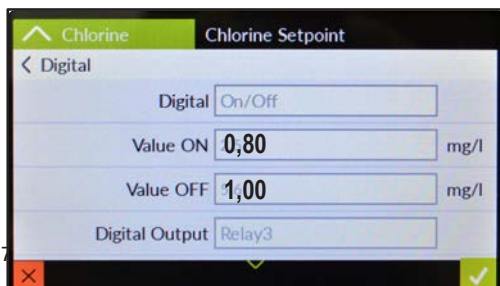 Chlorine Chlorine Setpoint
Digital
Digital On/Off
Value ON 0,80 mg/l
Value OFF 1,00 mg/l
Digital Output Relay3
7